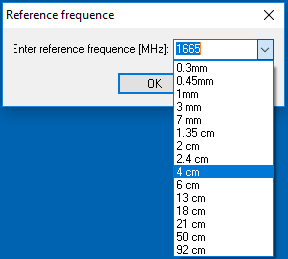 Reference frequence
Enter reference frequence [MHz]: 1665
OK
0.3mm
0.45mm
1mm
3 mm
7 mm
1.35 cm
2 cm
2.4 cm
4 cm
6 cm
13 cm
18 cm
21 cm
50 cm
92 cm